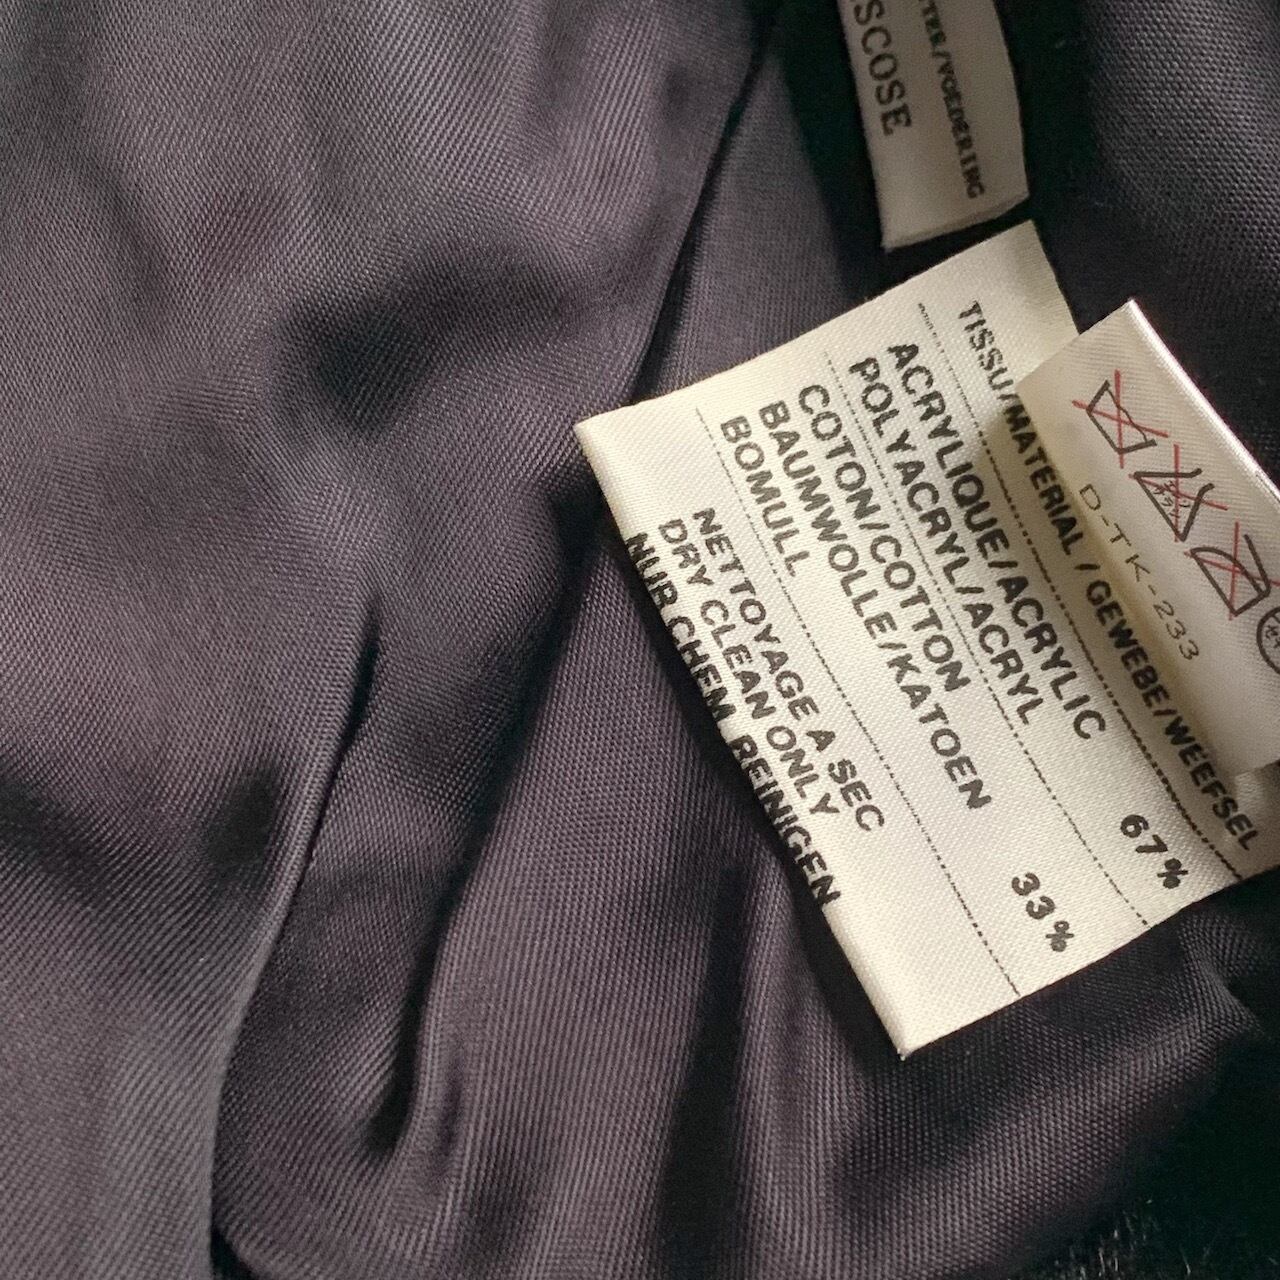 VOEDERING
SCOSE
D-TK-233
TISSU/MATERIAL/GEWEBE/WEEFSEL
ACRYLIQUE/ACRYLIC 67%
POLYACRYL/ACRYL
COTON/COTTON 33%
BAUMWOLLE/KATOEN
BOMULL
NETTOYAGE A SEC
DRY CLEAN ONLY
NUR CHEM REINIGEN